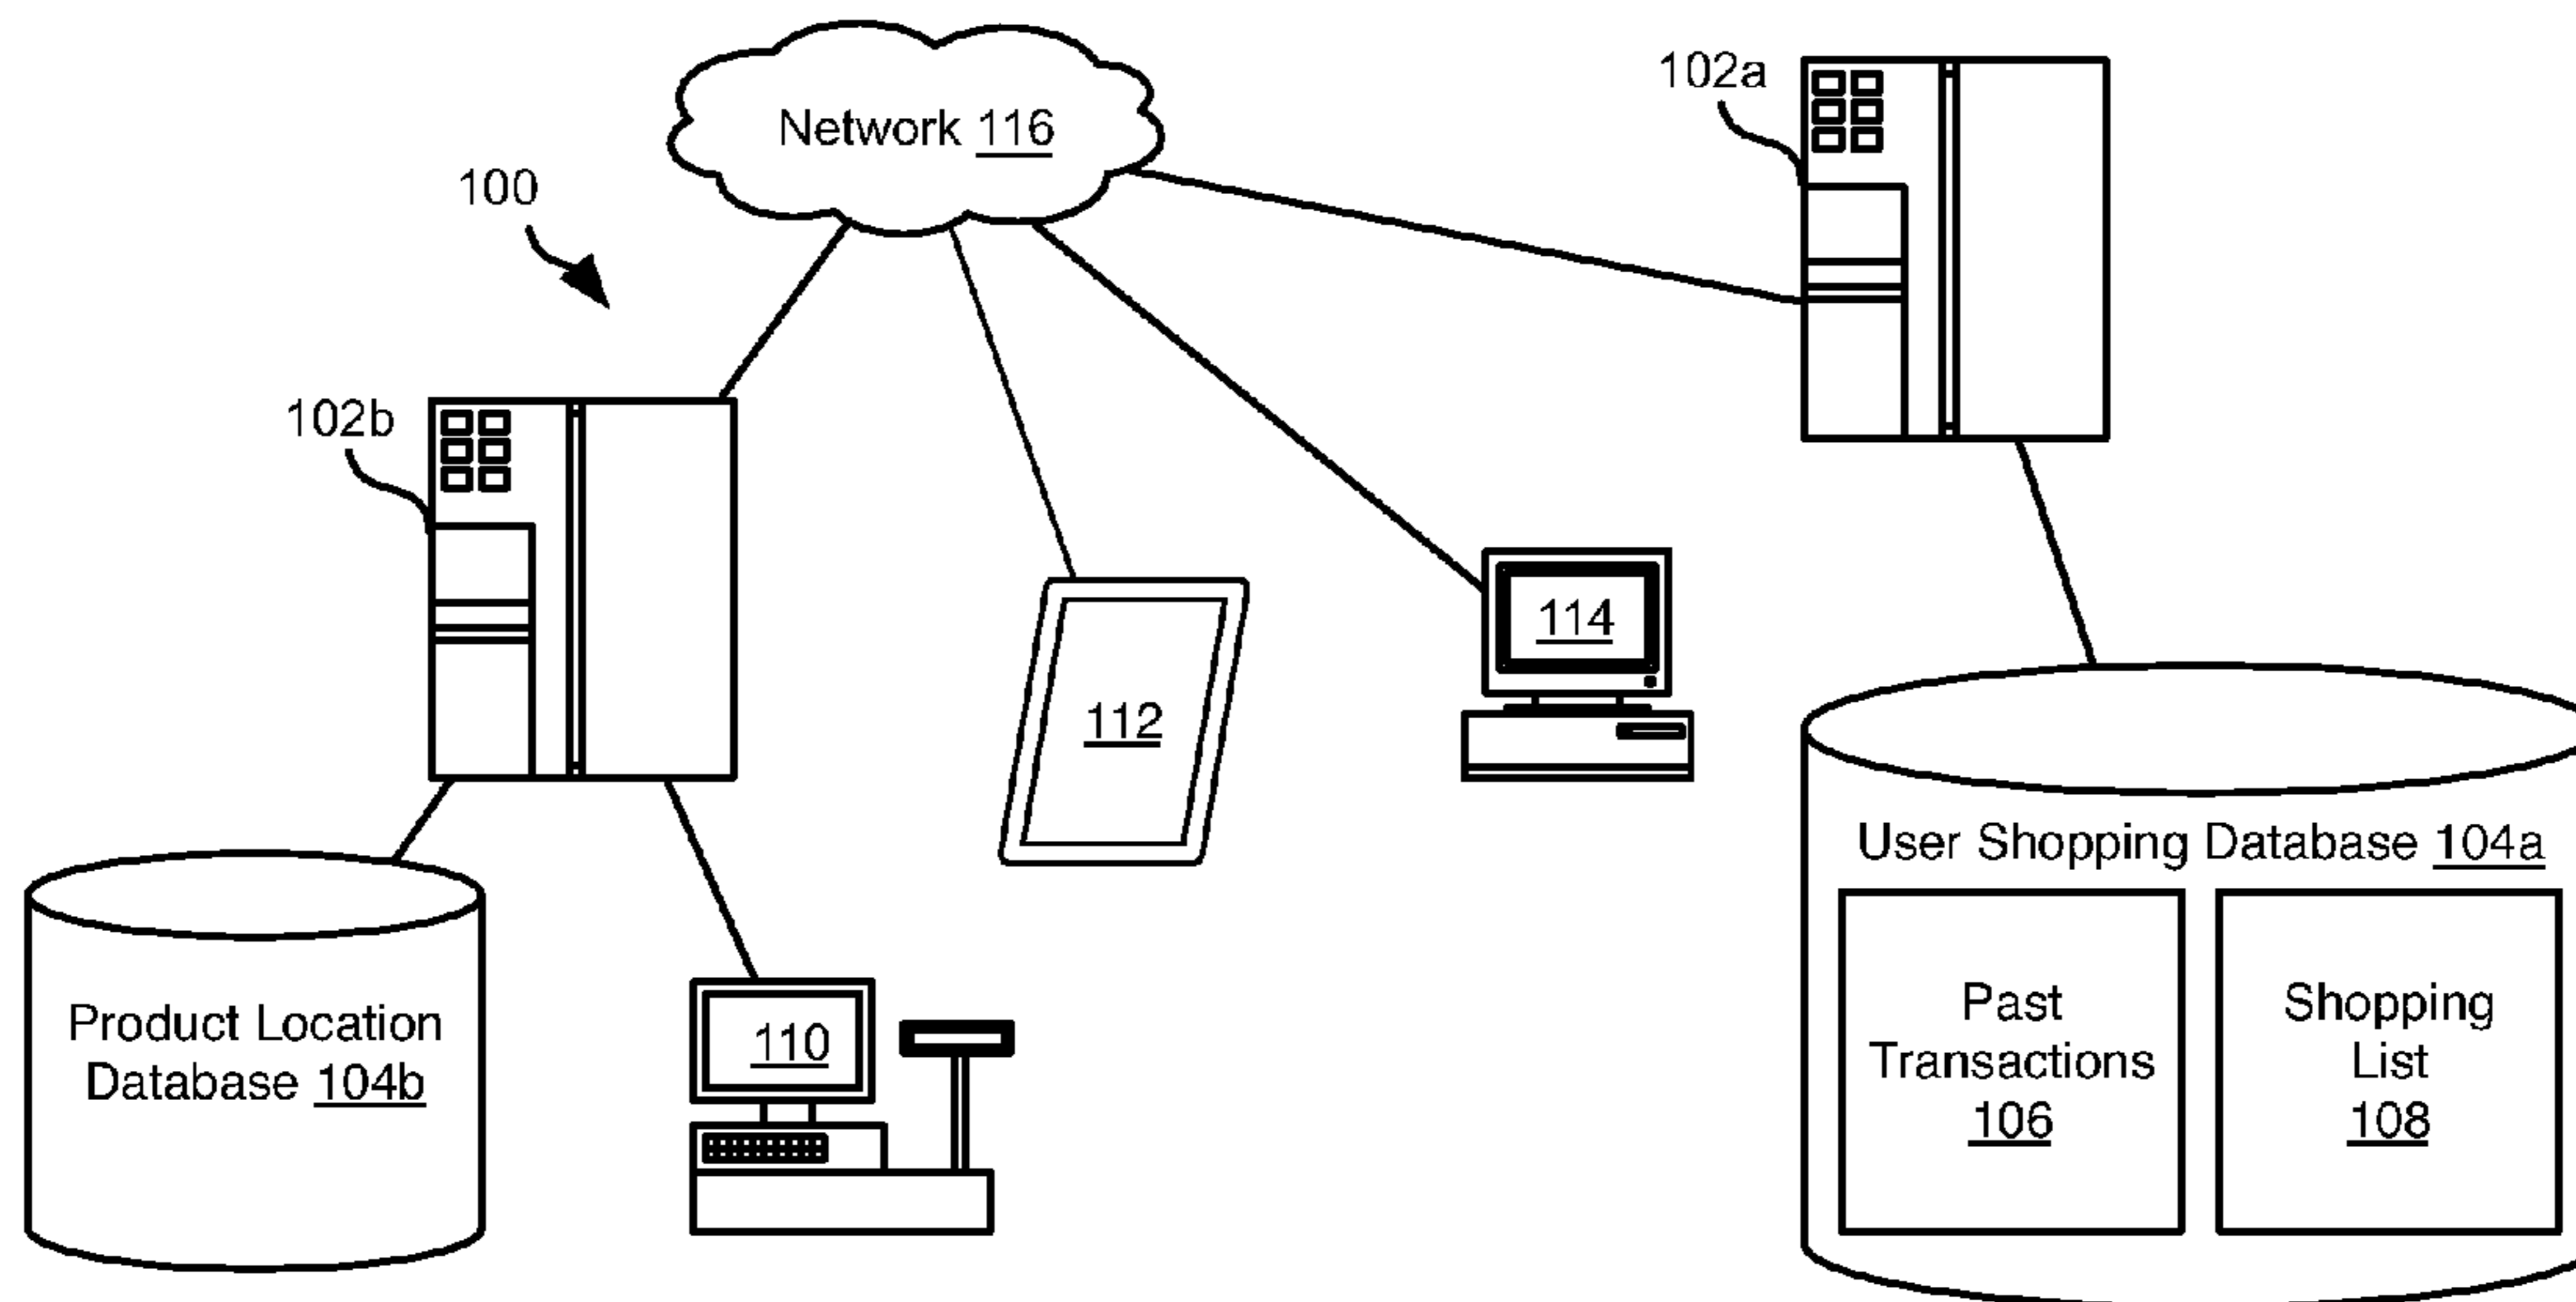 Network 116
102a
100
102b
114
112
User Shopping Database 104a
Product Location
Database 104b
110
Past
Transactions
106
Shopping
List
108